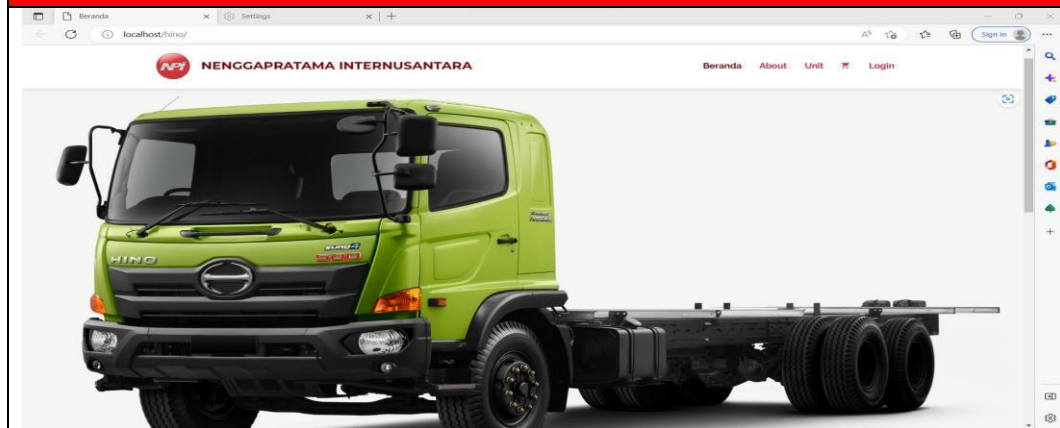 Beranda
Settings
localhost/hino/
Sign in
NPi
NENGGAPRATAMA INTERNUSANTARA
Beranda About Unit Login
HINO
EURO4
500